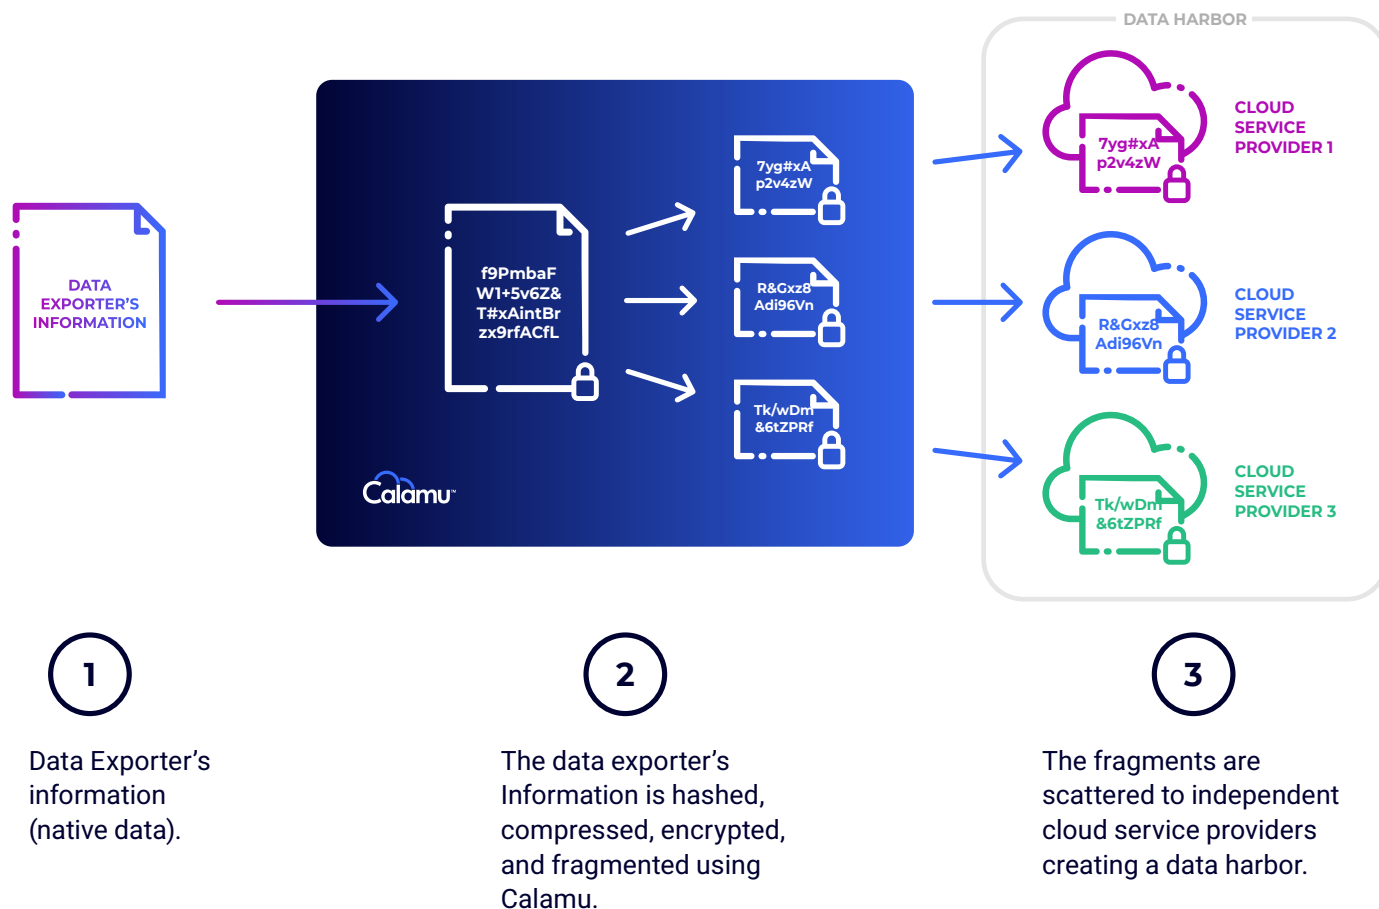 DATA HARBOR
DATA
EXPORTER'S
INFORMATION
f9PmbaF
W1+5v6Z&
T#xAintBr
zx9rfACfL
7yg#xA
p2v4zW
R&Gxz8
Adi96Vn
Tk/wDm
&6tZPRf
Calamu™
7yg#xA
p2v4zW
CLOUD
SERVICE
PROVIDER 1
R&Gxz8
Adi96Vn
CLOUD
SERVICE
PROVIDER 2
Tk/wDm
&6tZPRf
CLOUD
SERVICE
PROVIDER 3
1
Data Exporter’s
information
(native data).
2
The data exporter’s
Information is hashed,
compressed, encrypted,
and fragmented using
Calamu.
3
The fragments are
scattered to independent
cloud service providers
creating a data harbor.